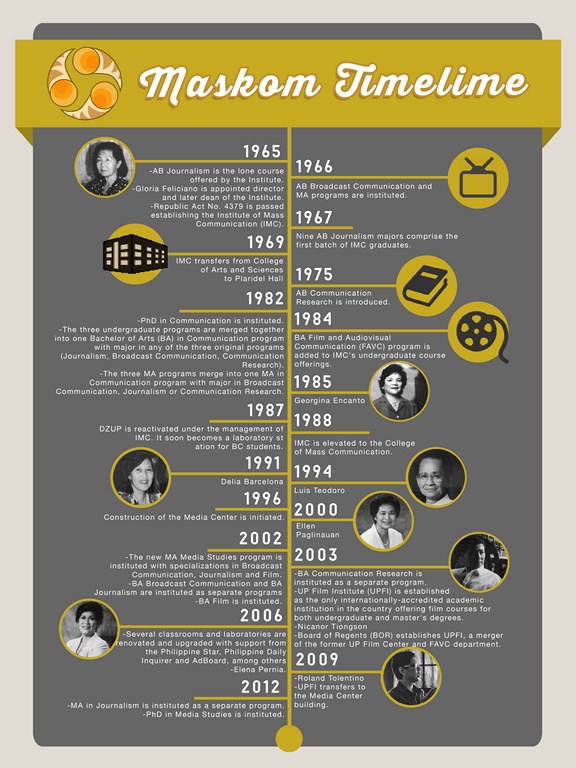 Maskom Timelime
1965
-AB Journalism is the lone course
offered by the Institute.
-Gloria Feliciano is appointed director
and later dean of the Institute.
-Republic Act No. 4379 is passed
establishing the Institute of Mass
Communication (IMC).
1966
AB Broadcast Communication and
MA programs are instituted.
1967
Nine AB Journalism majors comprise the
first batch of IMC graduates.
1969
IMC transfers from College
of Arts and Sciences
to Plaridel Hall
1975
AB Communication
Research is introduced.
1982
-PhD in Communication is instituted.
-The three undergraduate programs are merged together
into one Bachelor of Arts (BA) in Communication program
with major in any of the three original programs
(Journalism, Broadcast Communication, Communication
Research).
-The three MA programs merge into one MA in
Communication program with major in Broadcast
Communication, Journalism or Communication Research.
1984
BA Film and Audiovisual
Communication (FAVC) program is
added to IMC's undergraduate course
offerings.
1985
Georgina Encanto
1987
DZUP is reactivated under the management of
IMC. It soon becomes a laboratory st
ation for BC students.
1988
IMC is elevated to the College
of Mass Communication.
1991
Delia Barcelona
1994
Luis Teodoro
1996
Construction of the Media Center is initiated.
2000
Ellen
Paglinauan
2002
-The new MA Media Studies program is
instituted with specializations in Broadcast
Communication, Journalism and Film.
-BA Broadcast Communication and BA
Journalism are instituted as separate programs
-BA Film is instituted.
2003
-BA Communication Research is
instituted as a separate program.
-UP Film Institute (UPFI) is established
as the only internationally-accredited academic
institution in the country offering film courses for
both undergraduate and master's degrees.
-Nicanor Tiongson
-Board of Regents (BOR) establishes UPFI, a merger
of the former UP Film Center and FAVC department.
2006
-Several classrooms and laboratories are
renovated and upgraded with support from
the Philippine Star, Philippine Daily
Inquirer and AdBoard, among others
-Elena Pernia.
2009
-Roland Tolentino
-UPFI transfers to
the Media Center
building.
2012
-MA in Journalism is instituted as a separate program.
-PhD in Media Studies is instituted.